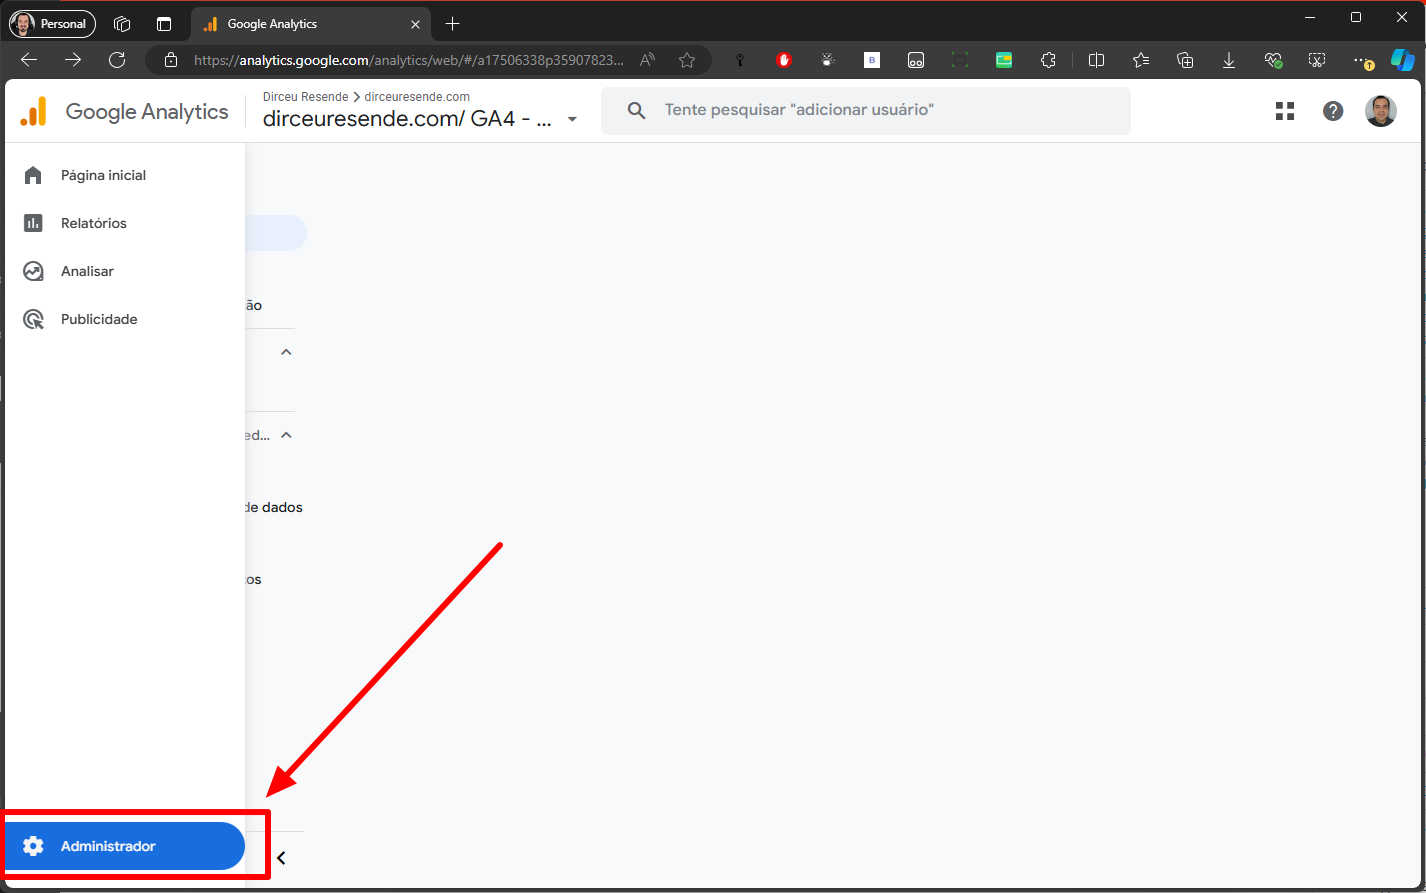 Personal
Google Analytics
https://analytics.google.com/analytics/web/#/a17506338p35907823...
Google Analytics
Dirceu Resende > dirceuresende.com
dirceuresende.com/ GA4 - ...
Tente pesquisar "adicionar usuário"
Página inicial
Relatórios
Analisar
Publicidade
ão
ed...
de dados
os
Administrador